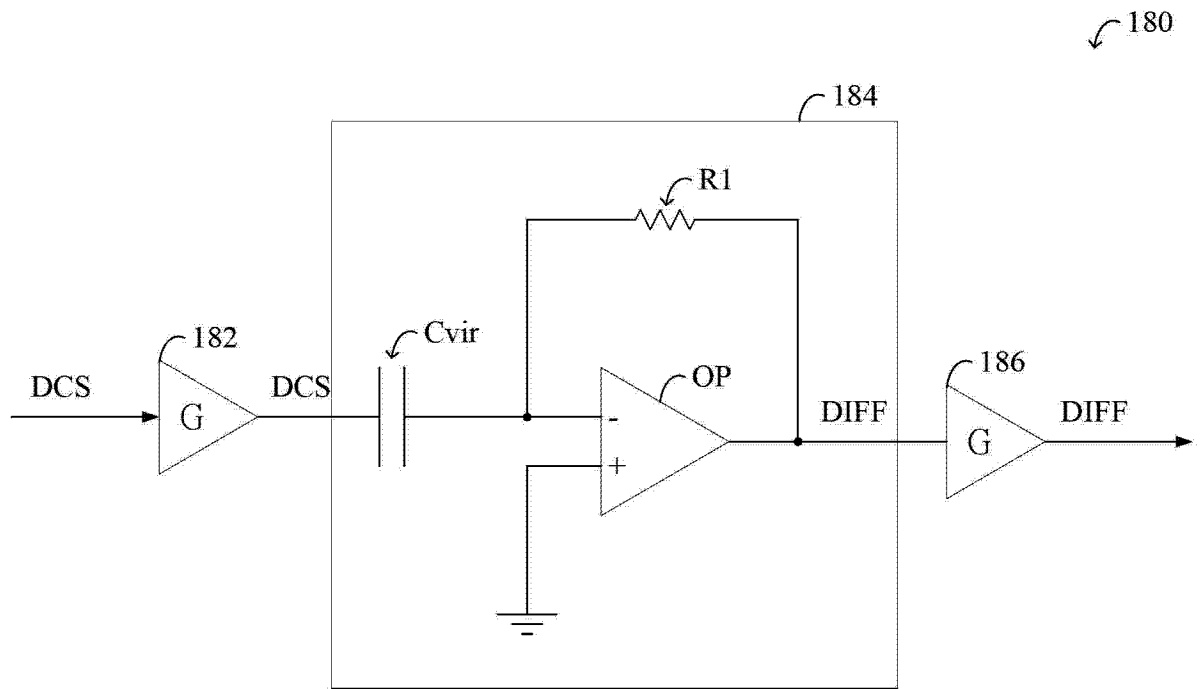 180
184
R1
182
Cvir
DCS
G
DCS
OP
-
+
DIFF
186
G
DIFF